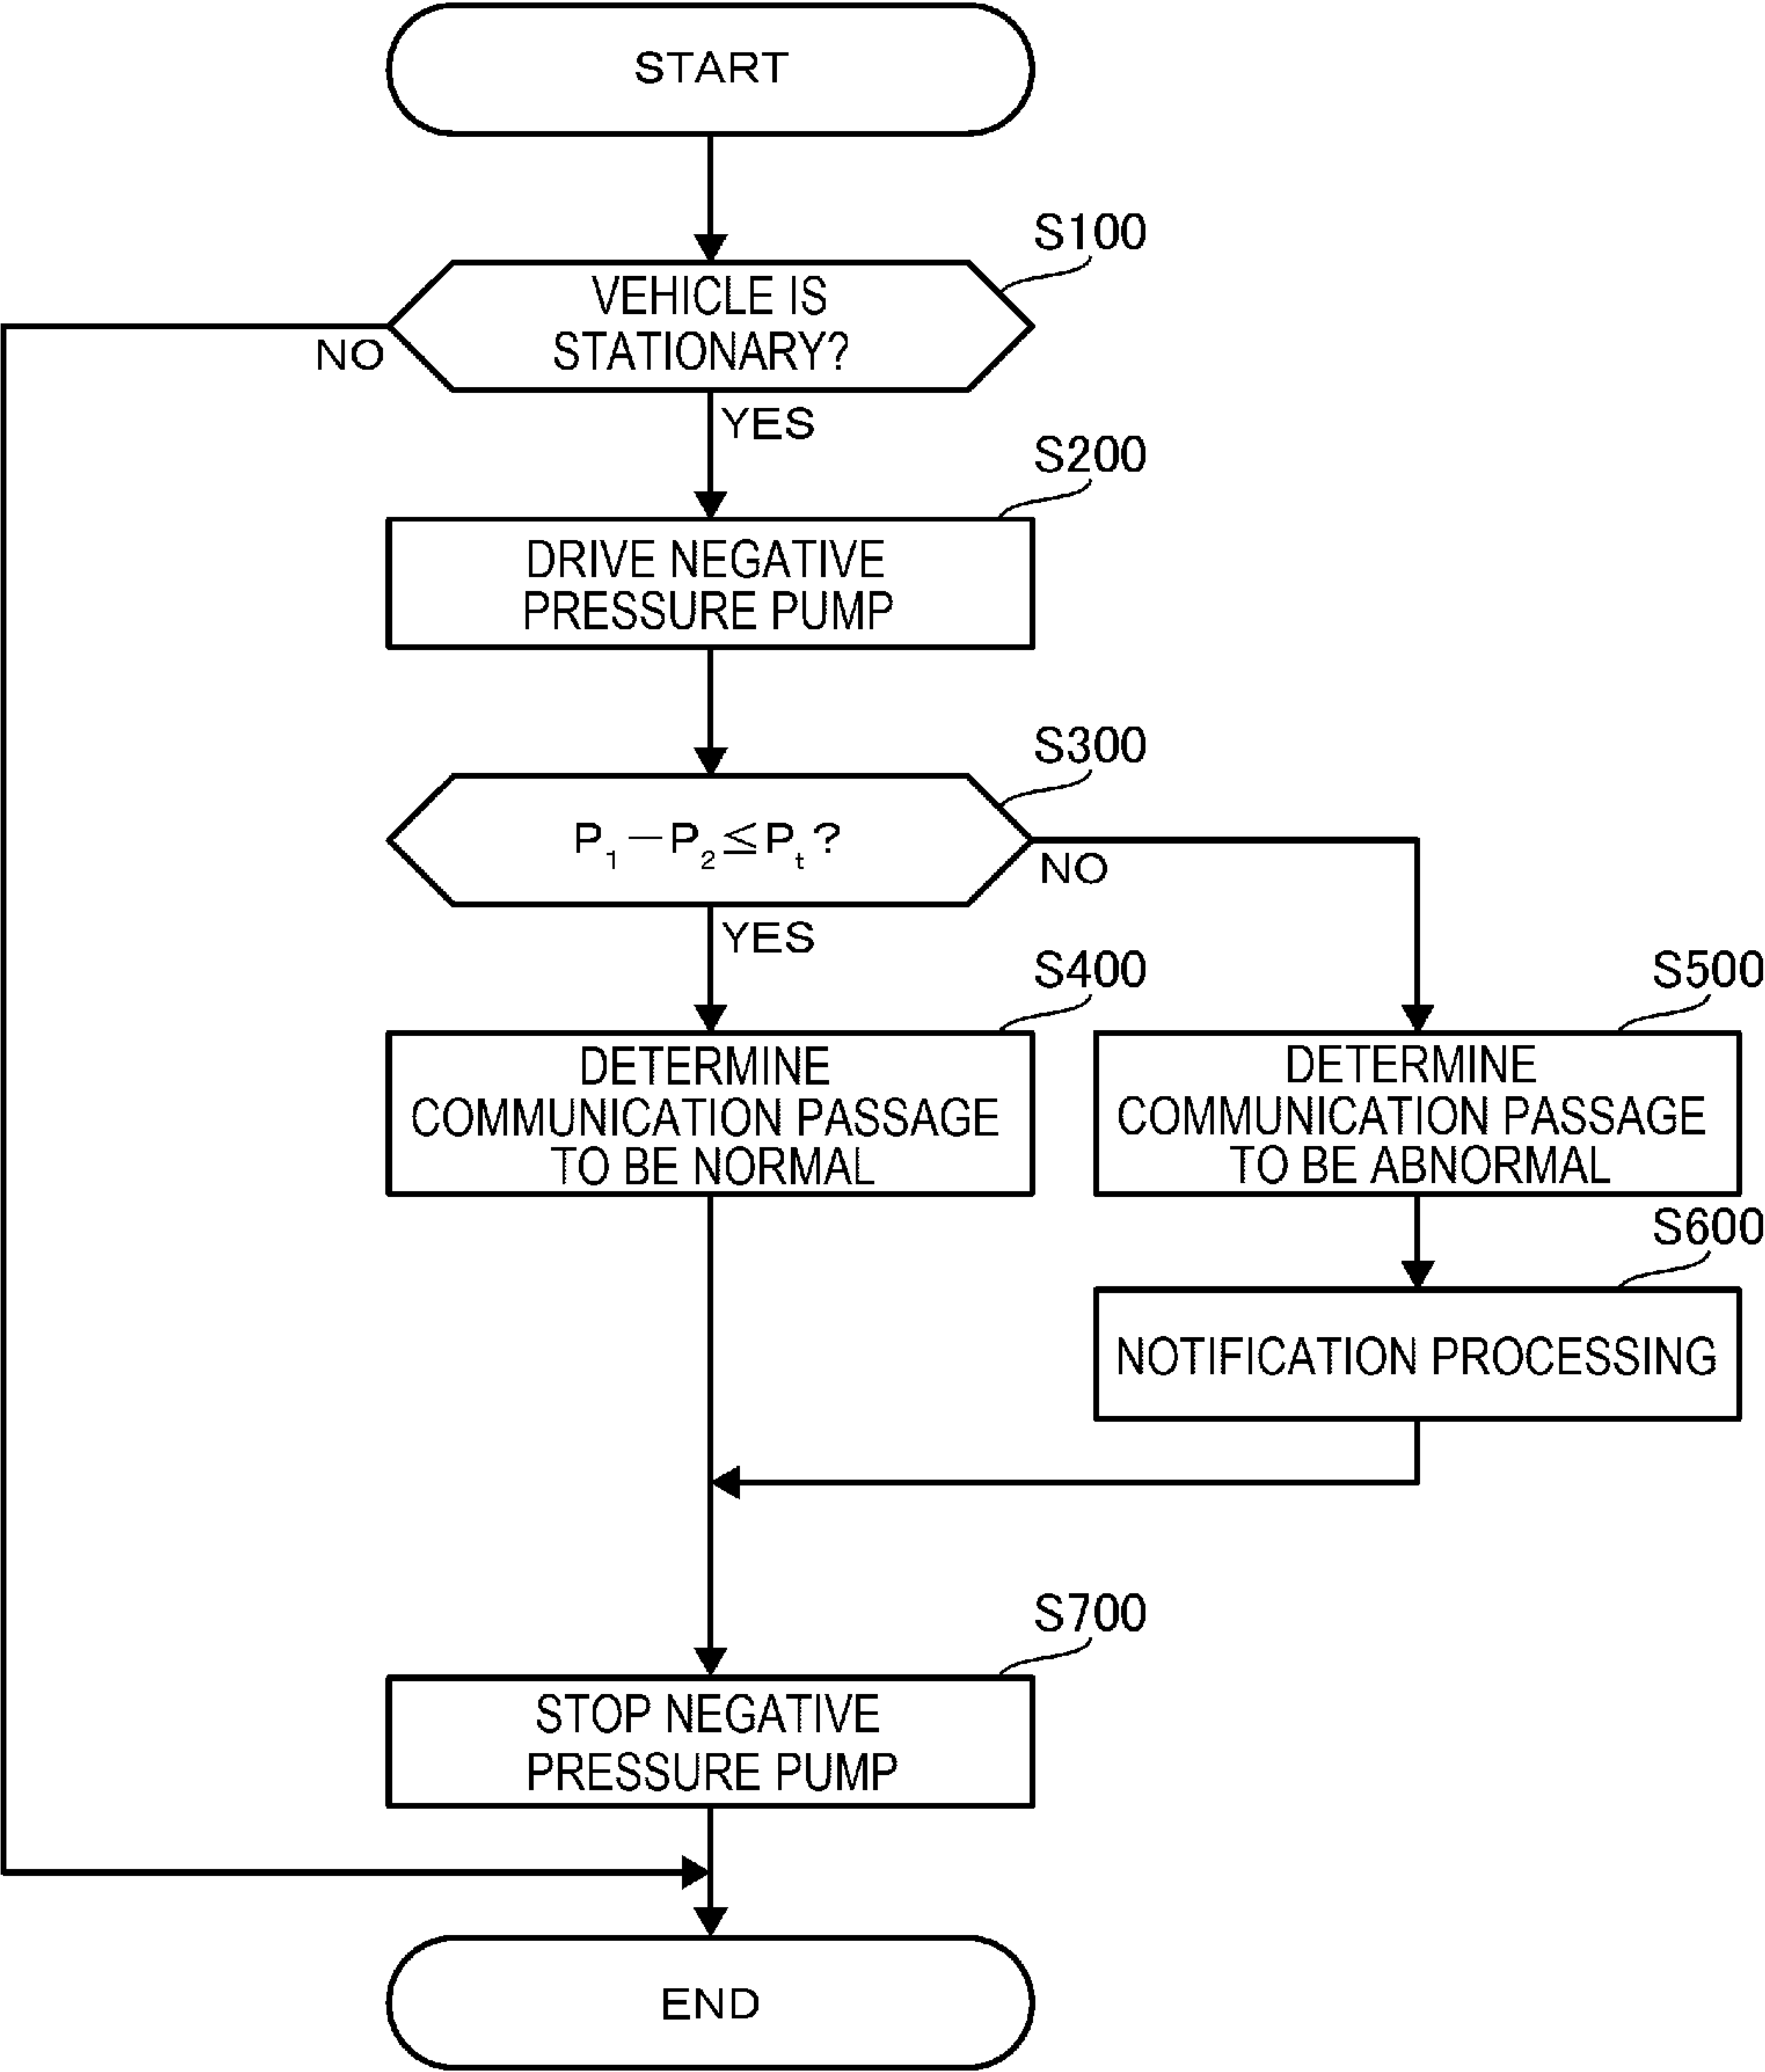 START
S100
VEHICLE IS
STATIONARY?
NO
YES
S200
DRIVE NEGATIVE
PRESSURE PUMP
S300
P₁－P₂≦Pₜ?
NO
YES
S400
DETERMINE
COMMUNICATION PASSAGE
TO BE NORMAL
S500
DETERMINE
COMMUNICATION PASSAGE
TO BE ABNORMAL
S600
NOTIFICATION PROCESSING
S700
STOP NEGATIVE
PRESSURE PUMP
END